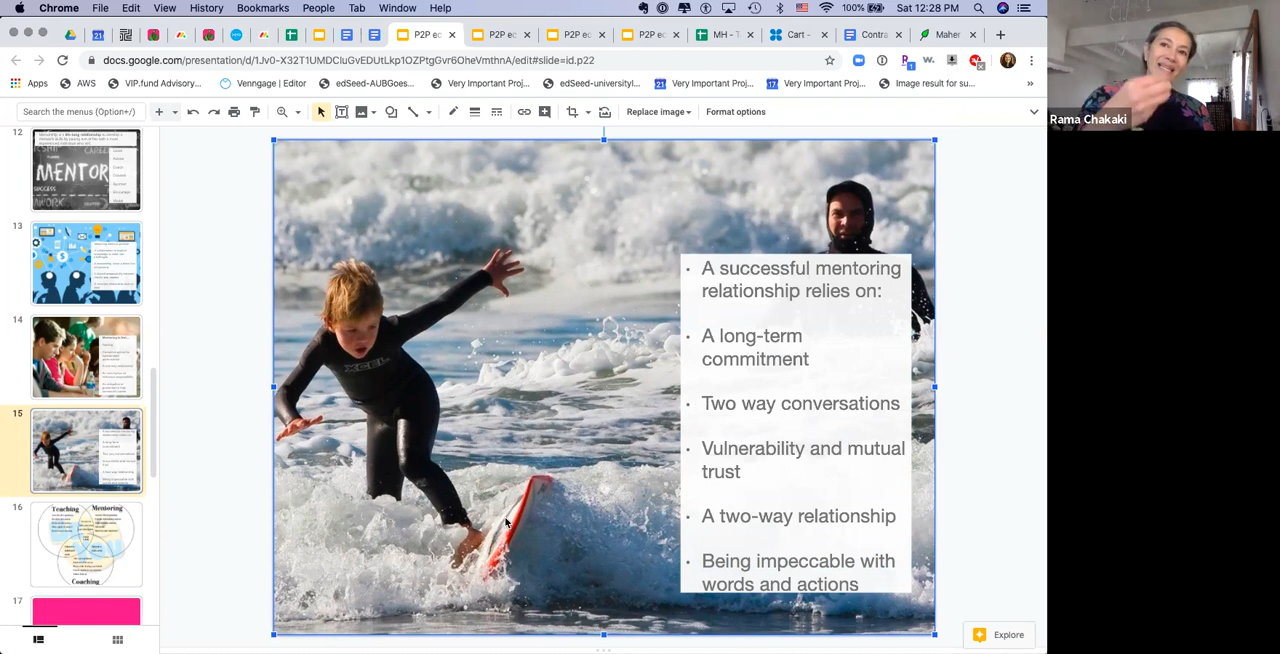 Chrome File Edit View History Bookmarks People Tab Window Help 100% Sat 12:28 PM
P2P ec P2P ec P2P ec P2P ec MH - T Cart - Contra Maher
docs.google.com/presentation/d/1Jv0-X32T1UMDCluGvEDUtLkp1OZPtgGvr6OheVmthnA/edit#slide=id.p22
Apps AWS VIP.fund Advisory... Venngage | Editor edSeed-AUBGoes... Very Important Proj... edSeed-universityI... Very Important Proj... Very Important Proj... Image result for su...
Search the menus (Option+/) Replace image Format options
Rama Chakaki
12
MENTOR
SUCCESS
13
14
15
16
Teaching Mentoring
Coaching
17
XCEL
A successful mentoring
relationship relies on:
A long-term
commitment
Two way conversations
Vulnerability and mutual
trust
A two-way relationship
Being impeccable with
words and actions
Explore